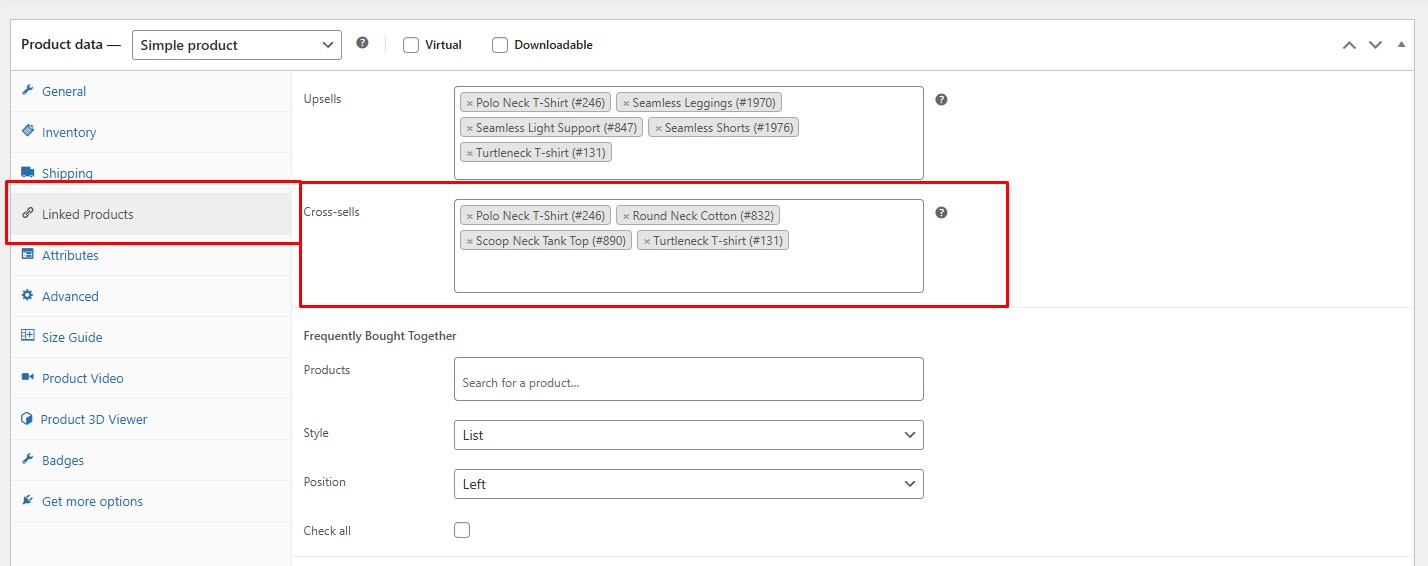 Product data — Simple product Virtual Downloadable
General
Inventory
Shipping
Linked Products
Attributes
Advanced
Size Guide
Product Video
Product 3D Viewer
Badges
Get more options
Upsells
× Polo Neck T-Shirt (#246) × Seamless Leggings (#1970)
× Seamless Light Support (#847) × Seamless Shorts (#1976)
× Turtleneck T-shirt (#131)
Cross-sells
× Polo Neck T-Shirt (#246) × Round Neck Cotton (#832)
× Scoop Neck Tank Top (#890) × Turtleneck T-shirt (#131)
Frequently Bought Together
Products Search for a product...
Style List
Position Left
Check all